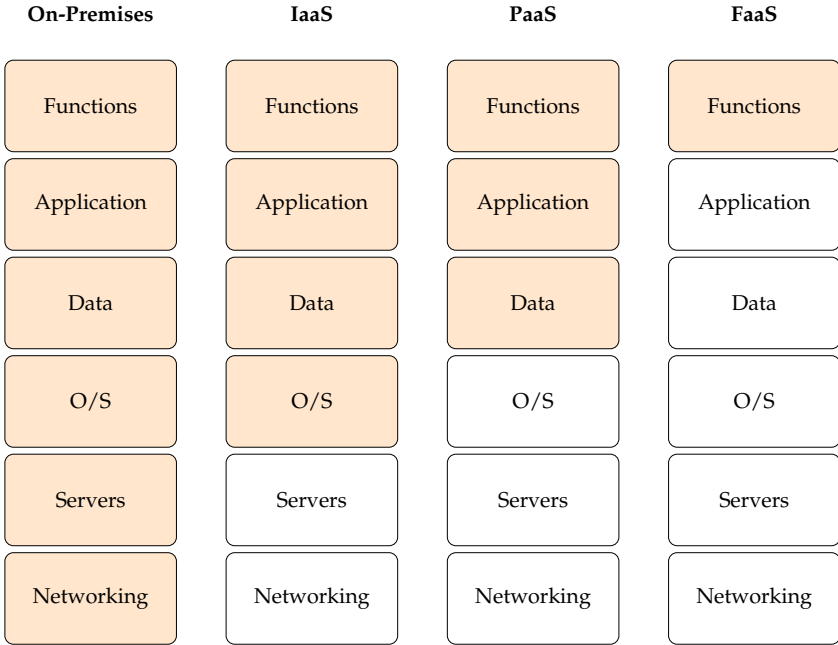 On-Premises IaaS PaaS FaaS
Functions Functions Functions Functions
Application Application Application Application
Data Data Data Data
O/S O/S O/S O/S
Servers Servers Servers Servers
Networking Networking Networking Networking